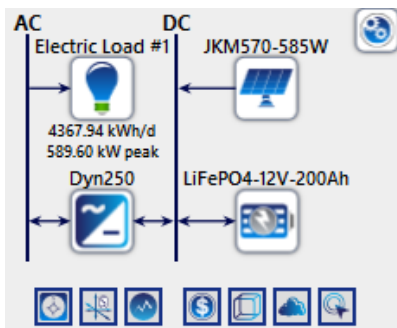 AC DC
Electric Load #1 JKM570-585W
4367.94 kWh/d
589.60 kW peak
Dyn250 LiFePO4-12V-200Ah